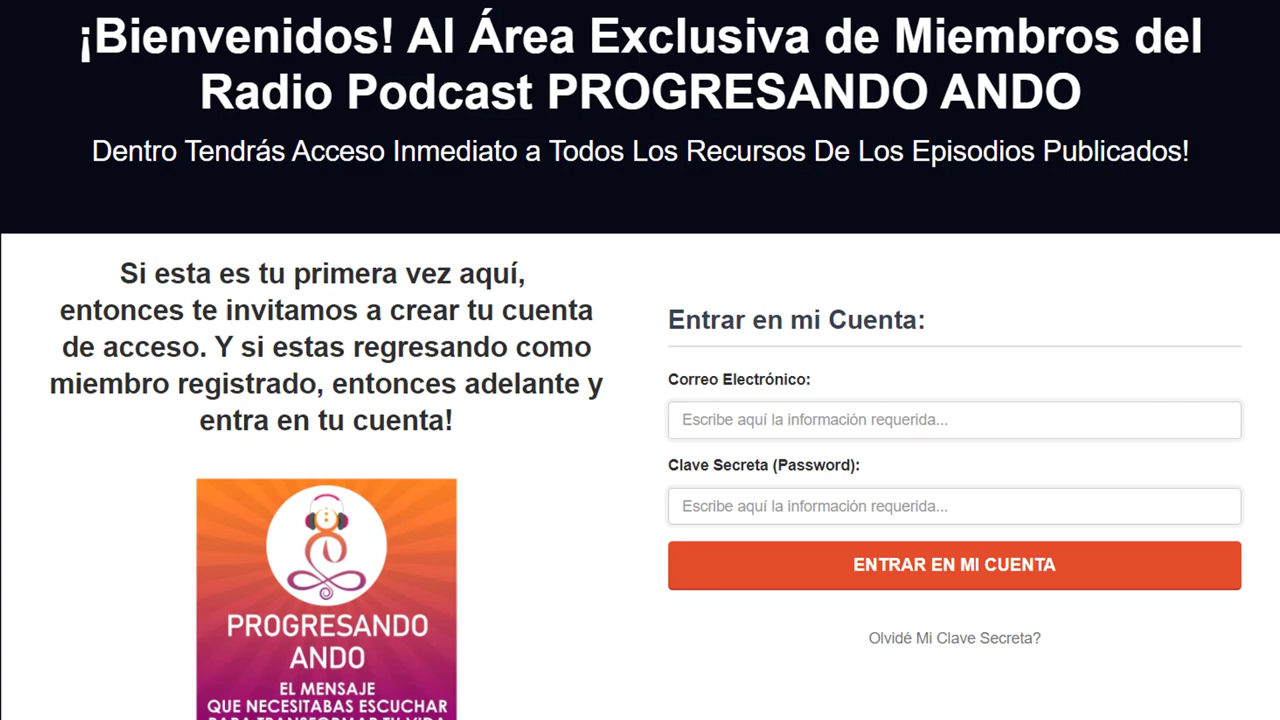 ¡Bienvenidos! Al Área Exclusiva de Miembros del
Radio Podcast PROGRESANDO ANDO
Dentro Tendrás Acceso Inmediato a Todos Los Recursos De Los Episodios Publicados!
Si esta es tu primera vez aquí,
entonces te invitamos a crear tu cuenta
de acceso. Y si estas regresando como
miembro registrado, entonces adelante y
entra en tu cuenta!
PROGRESANDO
ANDO
EL MENSAJE
QUE NECESITABAS ESCUCHAR
PARA TRANSFORMAR TU VIDA
Entrar en mi Cuenta:
Correo Electrónico:
Escribe aquí la información requerida...
Clave Secreta (Password):
Escribe aquí la información requerida...
ENTRAR EN MI CUENTA
Olvidé Mi Clave Secreta?